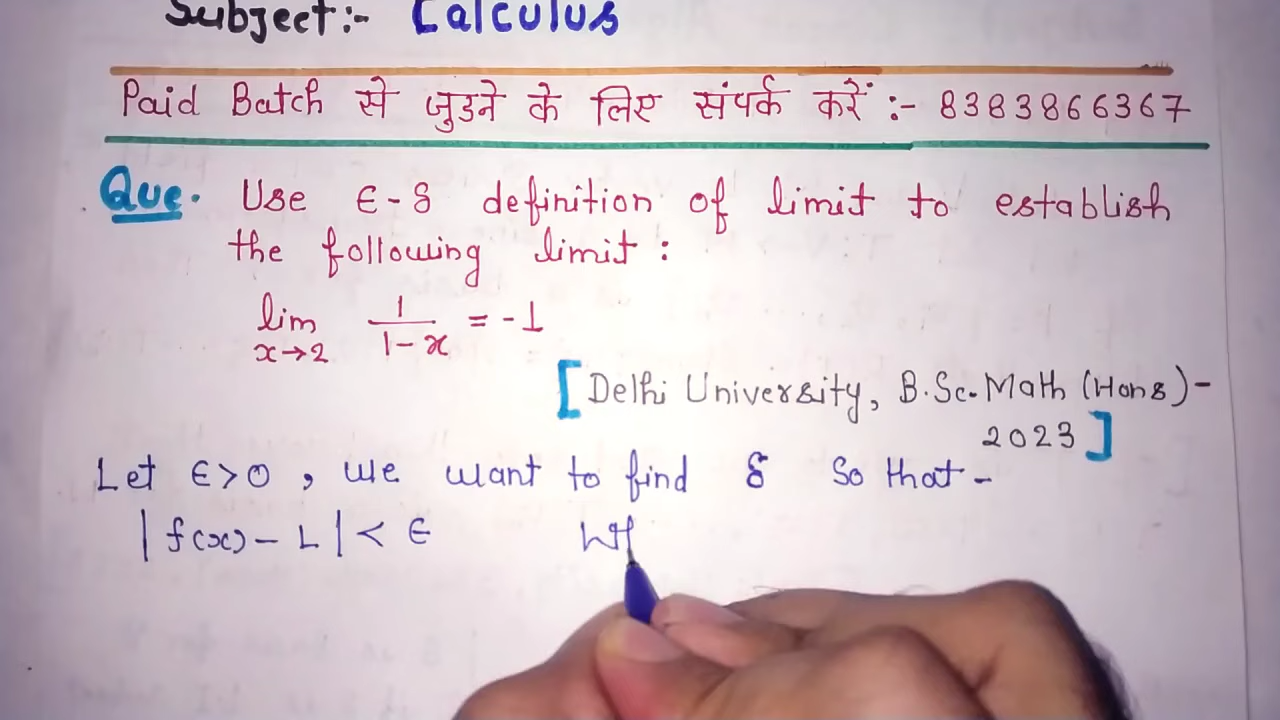 Subject:- Calculus
Paid Batch से जुडने के लिए संपर्क करें :- 8383866367
Que. Use ϵ-δ definition of limit to establish
the following limit :
lim x→2 1/(1-x) = -1
[Delhi University, B.Sc. Math (Hons)-
2023]
Let ϵ>0, we want to find δ so that-
|f(x)-L|<ϵ